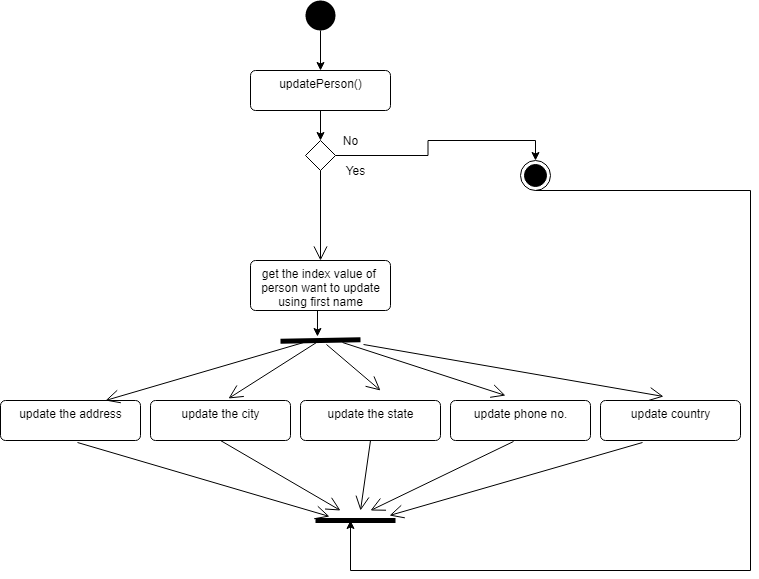 updatePerson()
No
Yes
get the index value of
person want to update
using first name
update the address
update the city
update the state
update phone no.
update country